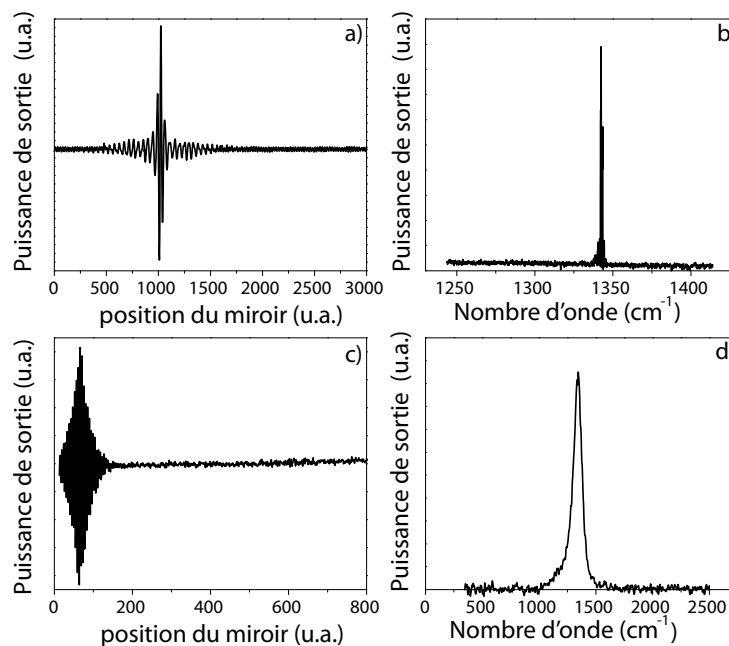 a)
Puissance de sortie (u.a.)
0 500 1000 1500 2000 2500 3000
position du miroir (u.a.)
b)
Puissance de sortie (u.a.)
1250 1300 1350 1400
Nombre d'onde (cm-1)
c)
Puissance de sortie (u.a.)
0 200 400 600 800
position du miroir (u.a.)
d)
Puissance de sortie (u.a.)
0 500 1000 1500 2000 2500
Nombre d'onde (cm-1)